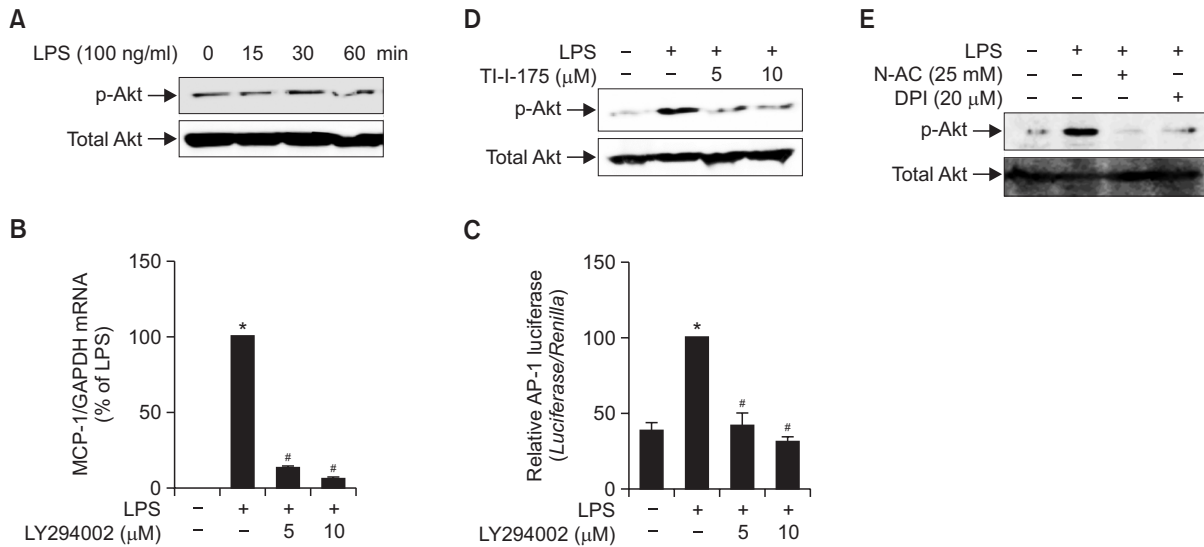 A
LPS (100 ng/ml) 0 15 30 60 min
p-Akt
Total Akt
D
LPS – + + +
TI-I-175 (μM) – – 5 10
p-Akt
Total Akt
E
LPS – + + +
N-AC (25 mM) – – + –
DPI (20 μM) – – – +
p-Akt
Total Akt
B
MCP-1/GAPDH mRNA
(% of LPS)
150
100
50
0
*
#
#
LPS – + + +
LY294002 (μM) – – 5 10
C
Relative AP-1 luciferase
(Luciferase/Renilla)
150
100
50
0
*
#
#
LPS – + + +
LY294002 (μM) – – 5 10